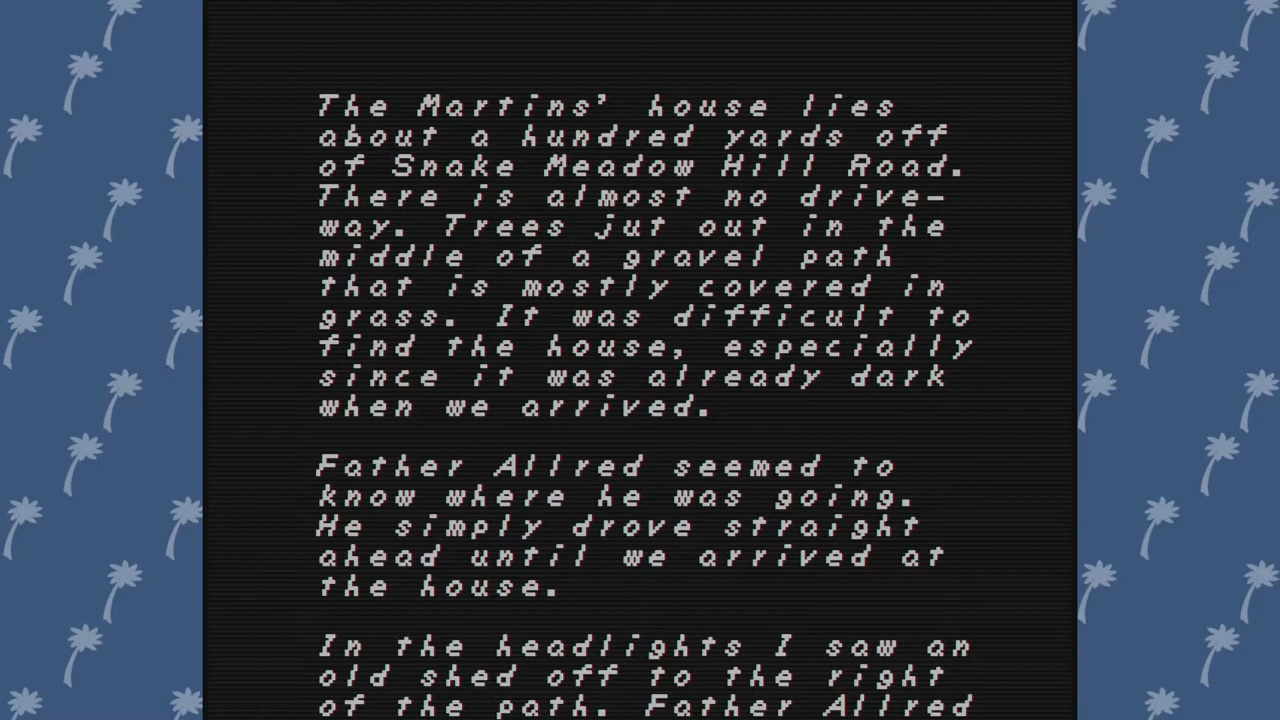 The Martins’ house lies
about a hundred yards off
of Snake Meadow Hill Road.
There is almost no drive-
way. Trees jut out in the
middle of a gravel path
that is mostly covered in
grass. It was difficult to
find the house, especially
since it was already dark
when we arrived.
Father Allred seemed to
know where he was going.
He simply drove straight
ahead until we arrived at
the house.
In the headlights I saw an
old shed off to the right
of the path. Father Allred